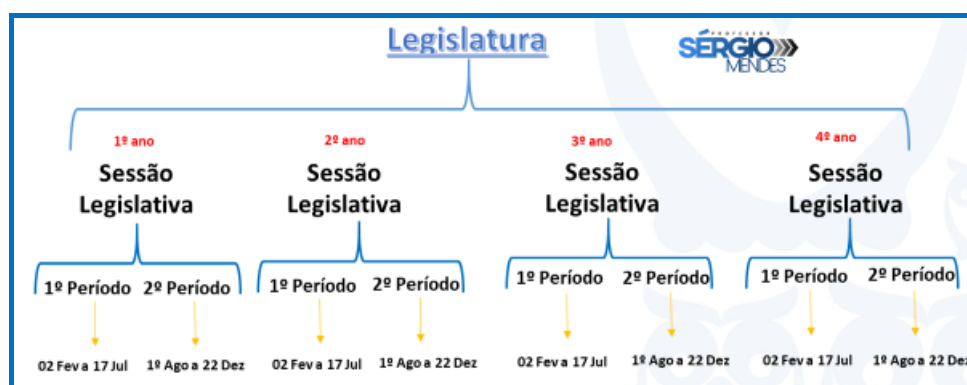 Legislatura
PROFESSOR
SÉRGIO
MENDES
1º ano 2º ano 3º ano 4º ano
Sessão Sessão Sessão Sessão
Legislativa Legislativa Legislativa Legislativa
1º Período 2º Período 1º Período 2º Período 1º Período 2º Período 1º Período 2º Período
02 Fev a 17 Jul 1º Ago a 22 Dez 02 Fev a 17 Jul 1º Ago a 22 Dez 02 Fev a 17 Jul 1º Ago a 22 Dez 02 Fev a 17 Jul 1º Ago a 22 Dez